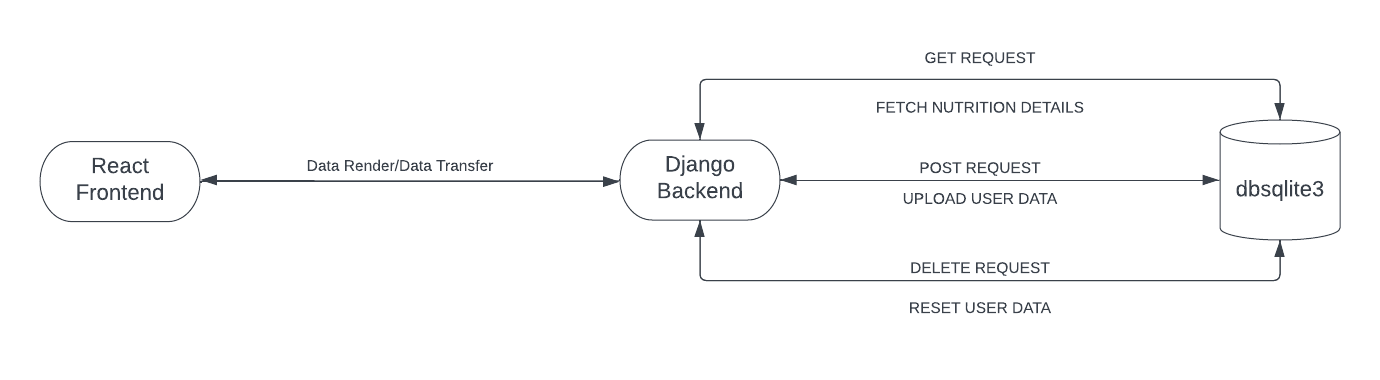 React
Frontend
Data Render/Data Transfer
Django
Backend
GET REQUEST
FETCH NUTRITION DETAILS
POST REQUEST
UPLOAD USER DATA
DELETE REQUEST
RESET USER DATA
dbsqlite3